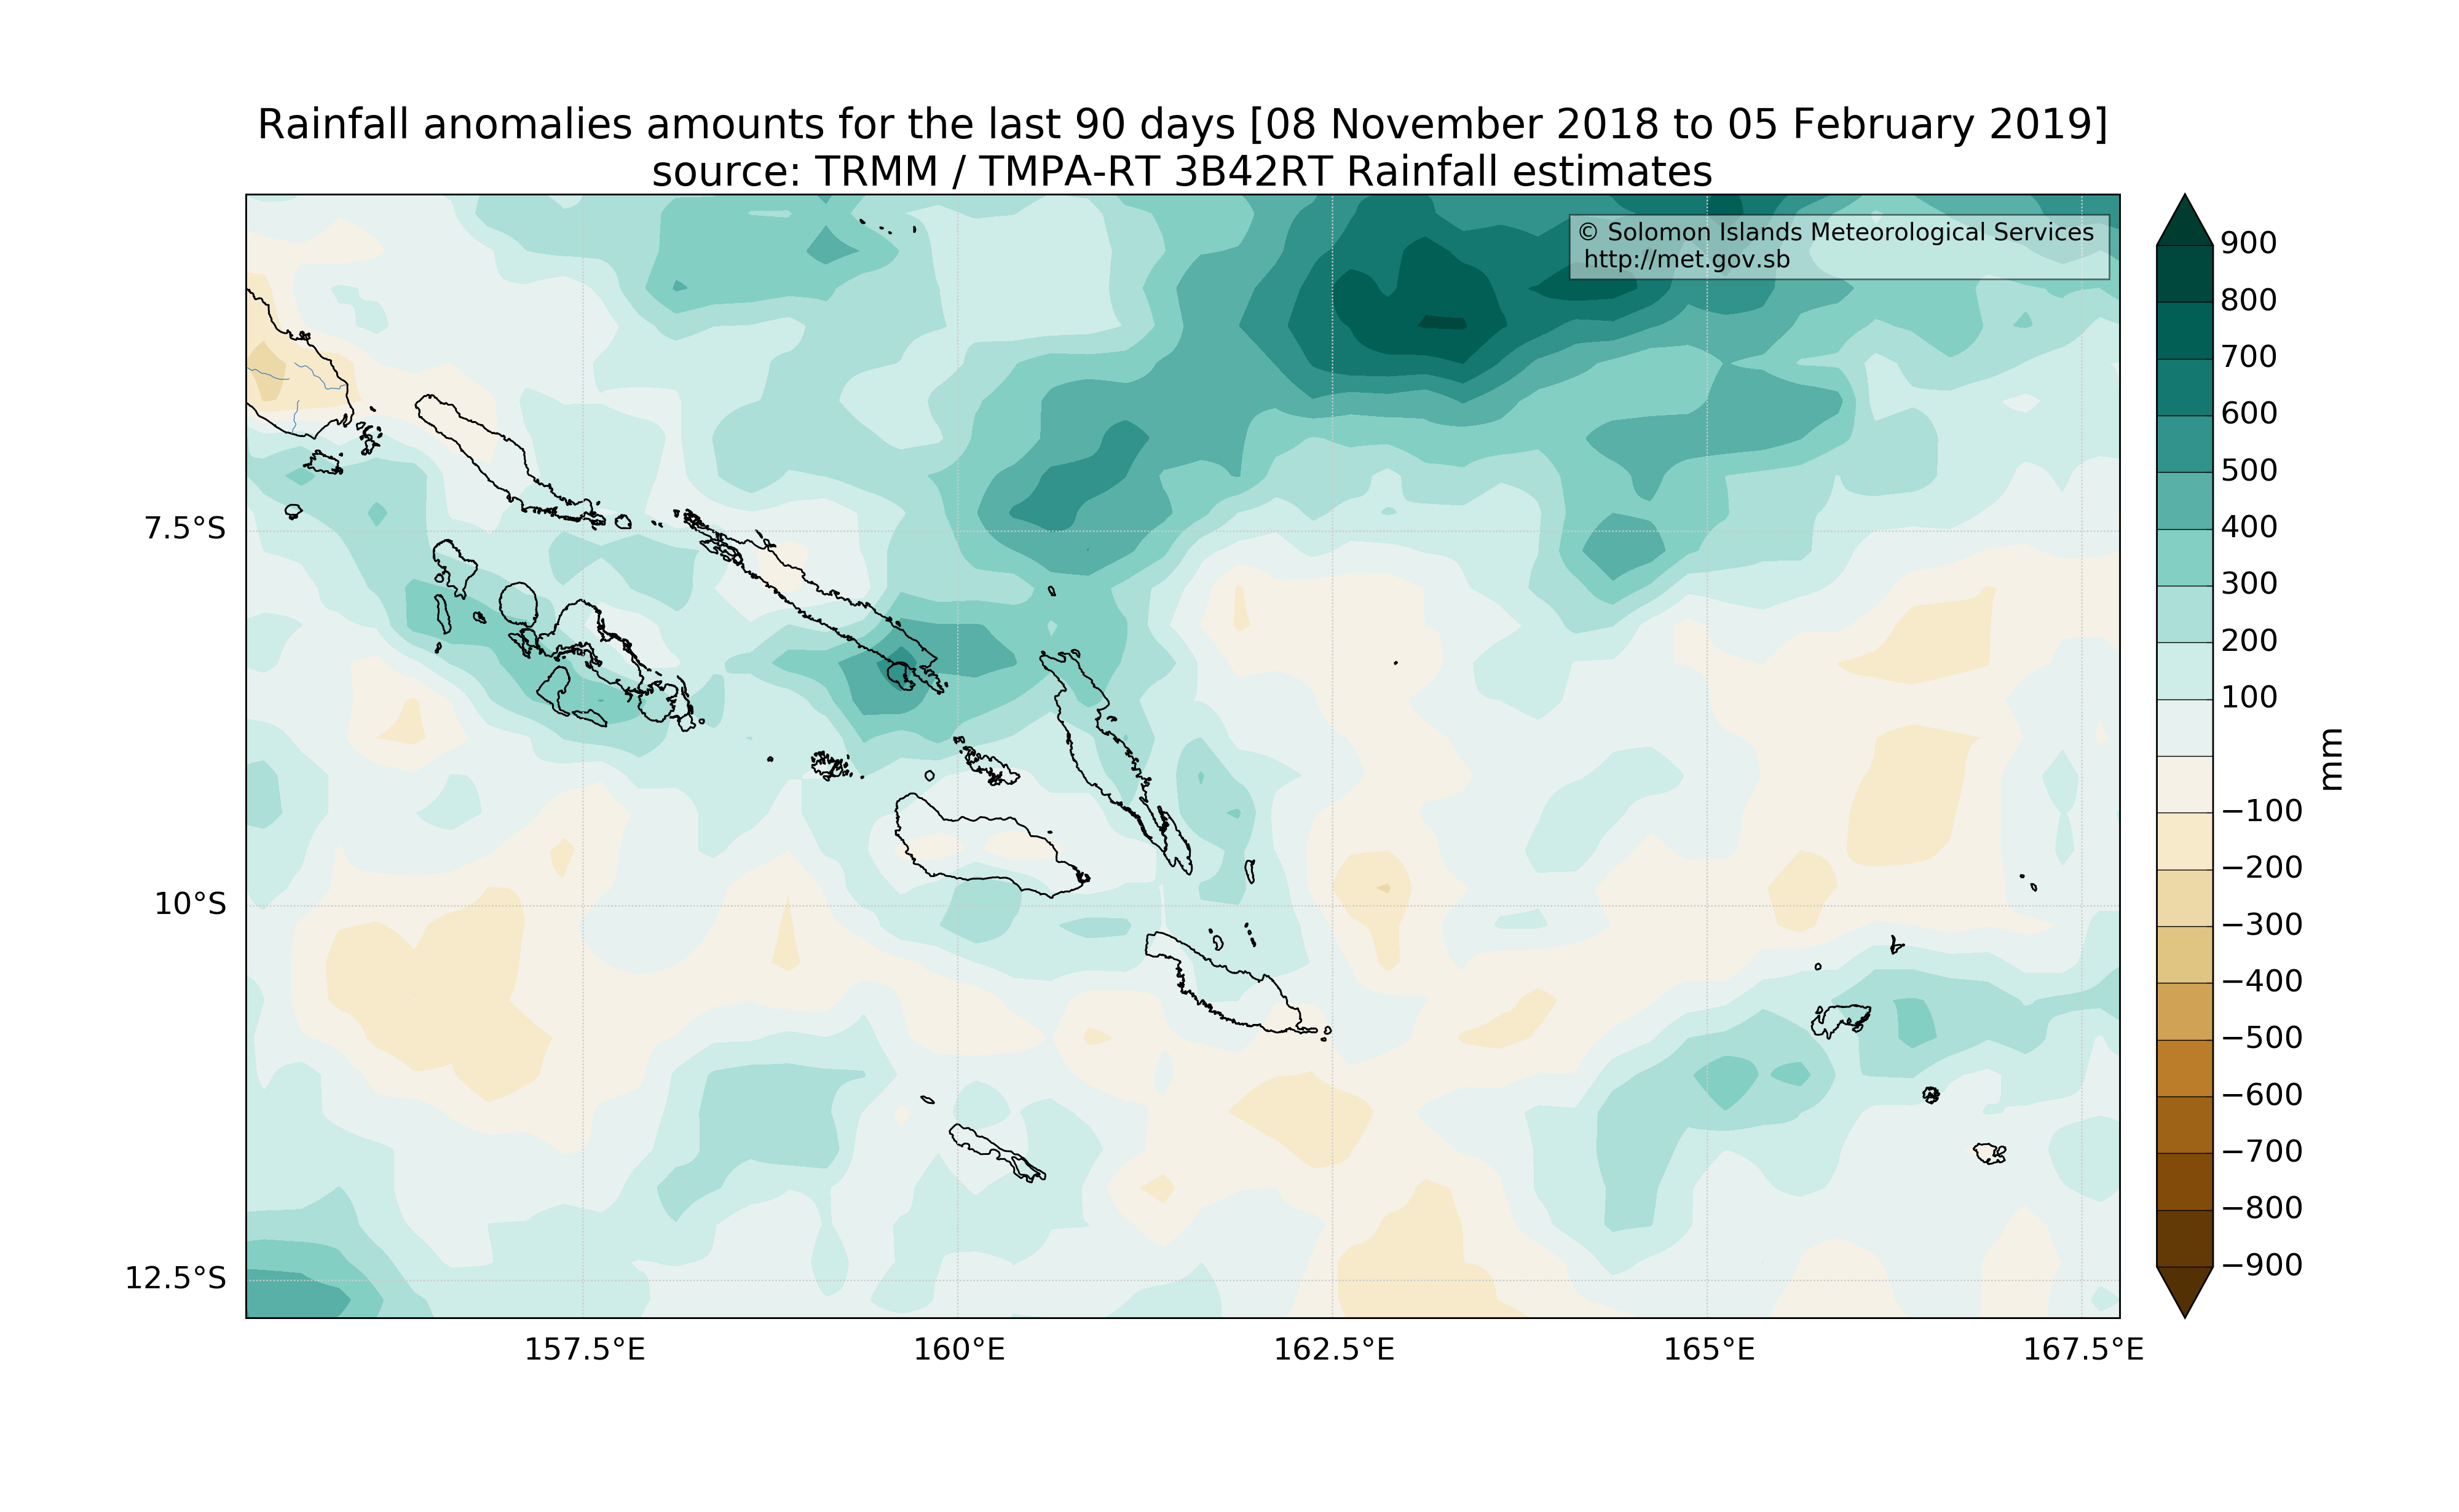 Rainfall anomalies amounts for the last 90 days [08 November 2018 to 05 February 2019]
source: TRMM / TMPA-RT 3B42RT Rainfall estimates
© Solomon Islands Meteorological Services
http://met.gov.sb
7.5°S
10°S
12.5°S
157.5°E
160°E
162.5°E
165°E
167.5°E
900
800
700
600
500
400
300
200
100
−100
−200
−300
−400
−500
−600
−700
−800
−900
mm